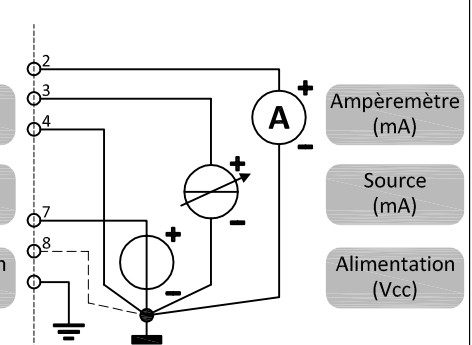 2
3
4
7
8
+
A
−
+
−
+
−
Ampèremètre
(mA)
Source
(mA)
Alimentation
(Vcc)
n